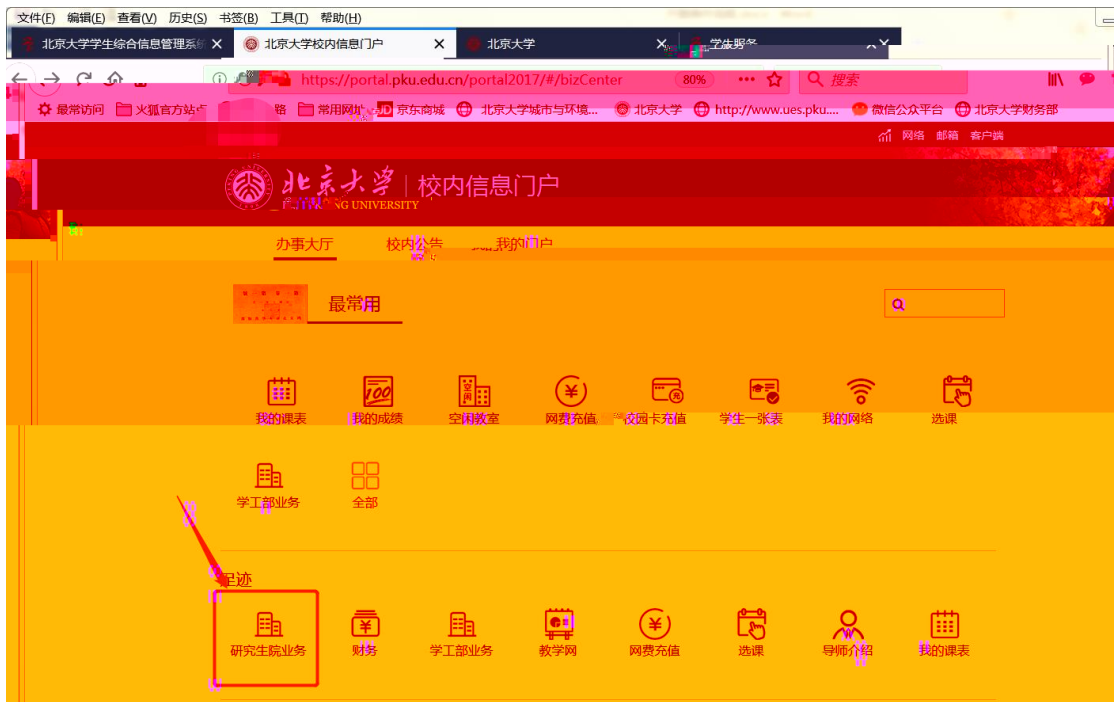 文件(F) 编辑(E) 查看(V) 历史(S) 书签(B) 工具(T) 帮助(H)
北京大学学生综合信息管理系统 × 北京大学校内信息门户 × 北京大学 × ×
https://portal.pku.edu.cn/portal2017/#/bizCenter 80% ••• 搜索
最常访问 火狐官方站点 常用网址 JD 京东商城 北京大学城市与环境... 北京大学 http://www.ues.pku.... 微信公众平台 北京大学财务部
网络 邮箱 客户端
北京大学 | 校内信息门户
UNIVERSITY
办事大厅 校内公告 我的门户
最常用
我的课表 我的成绩 空闲教室 网费充值 校园卡充值 学生一张表 我的网络 选课
学工部业务 全部
足迹
研究生院业务 财务 学工部业务 教学网 网费充值 选课 导师介绍 我的课表